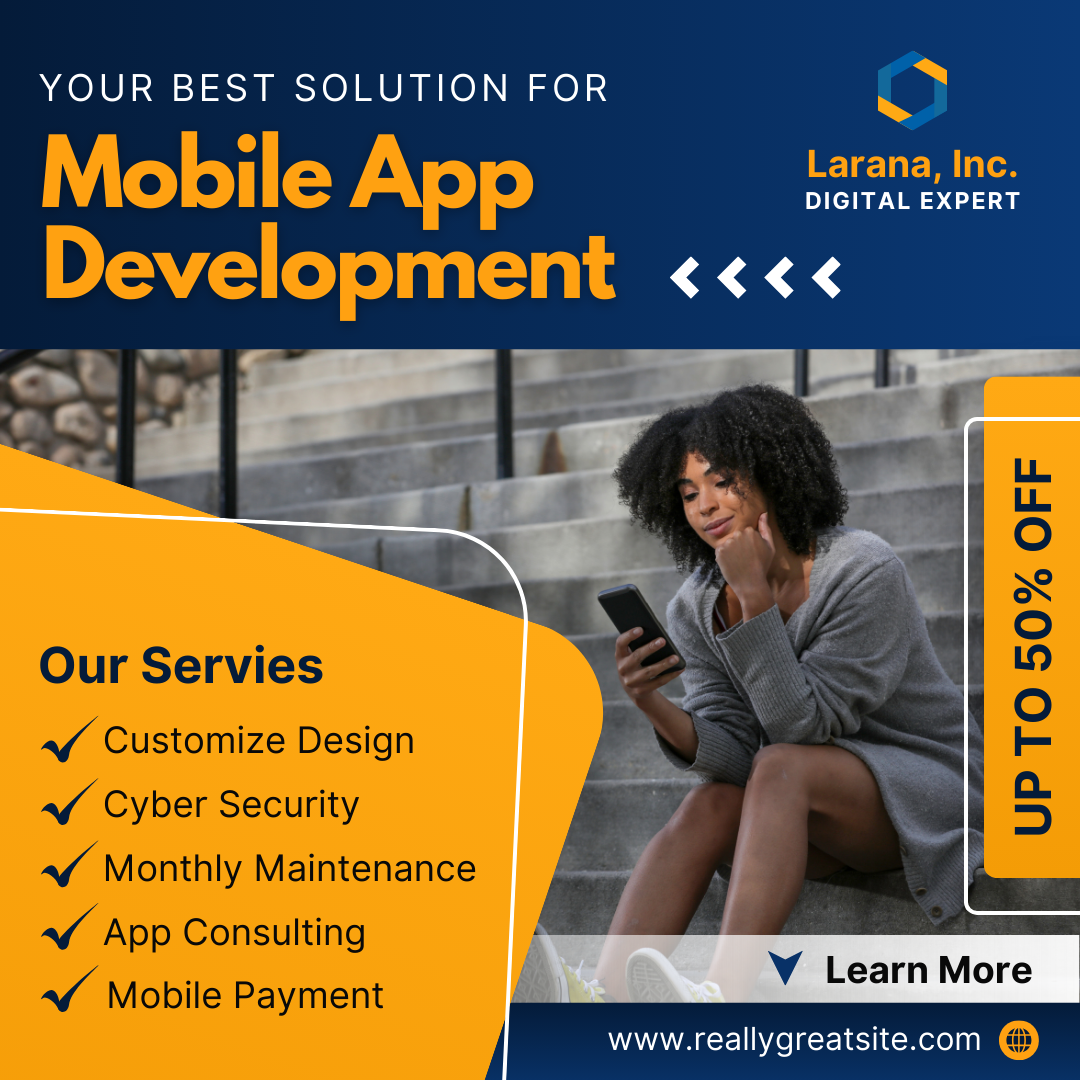 YOUR BEST SOLUTION FOR
Mobile App
Development
Larana, Inc.
DIGITAL EXPERT
UP TO 50% OFF
Our Servies
Customize Design
Cyber Security
Monthly Maintenance
App Consulting
Mobile Payment
Learn More
www.reallygreatsite.com